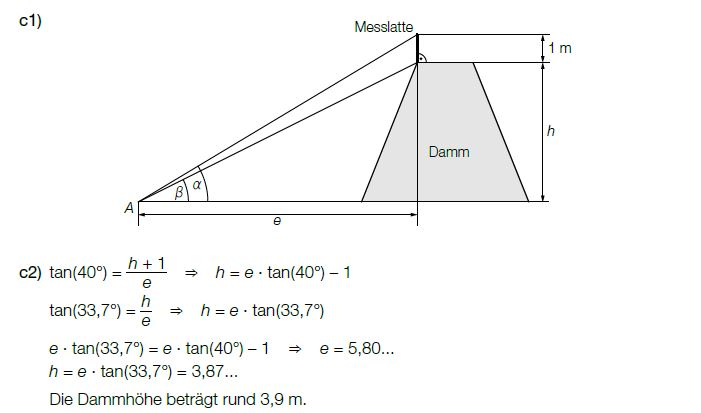 c1)
Messlatte
1 m
h
Damm
β α
A
e
c2) tan(40°) = (h + 1)/e ⇒ h = e · tan(40°) – 1
tan(33,7°) = h/e ⇒ h = e · tan(33,7°)
e · tan(33,7°) = e · tan(40°) – 1 ⇒ e = 5,80...
h = e · tan(33,7°) = 3,87...
Die Dammhöhe beträgt rund 3,9 m.